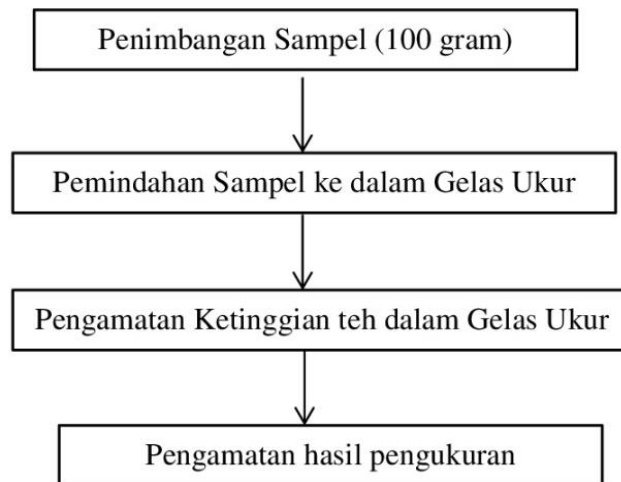 Penimbangan Sampel (100 gram)
Pemindahan Sampel ke dalam Gelas Ukur
Pengamatan Ketinggian teh dalam Gelas Ukur
Pengamatan hasil pengukuran